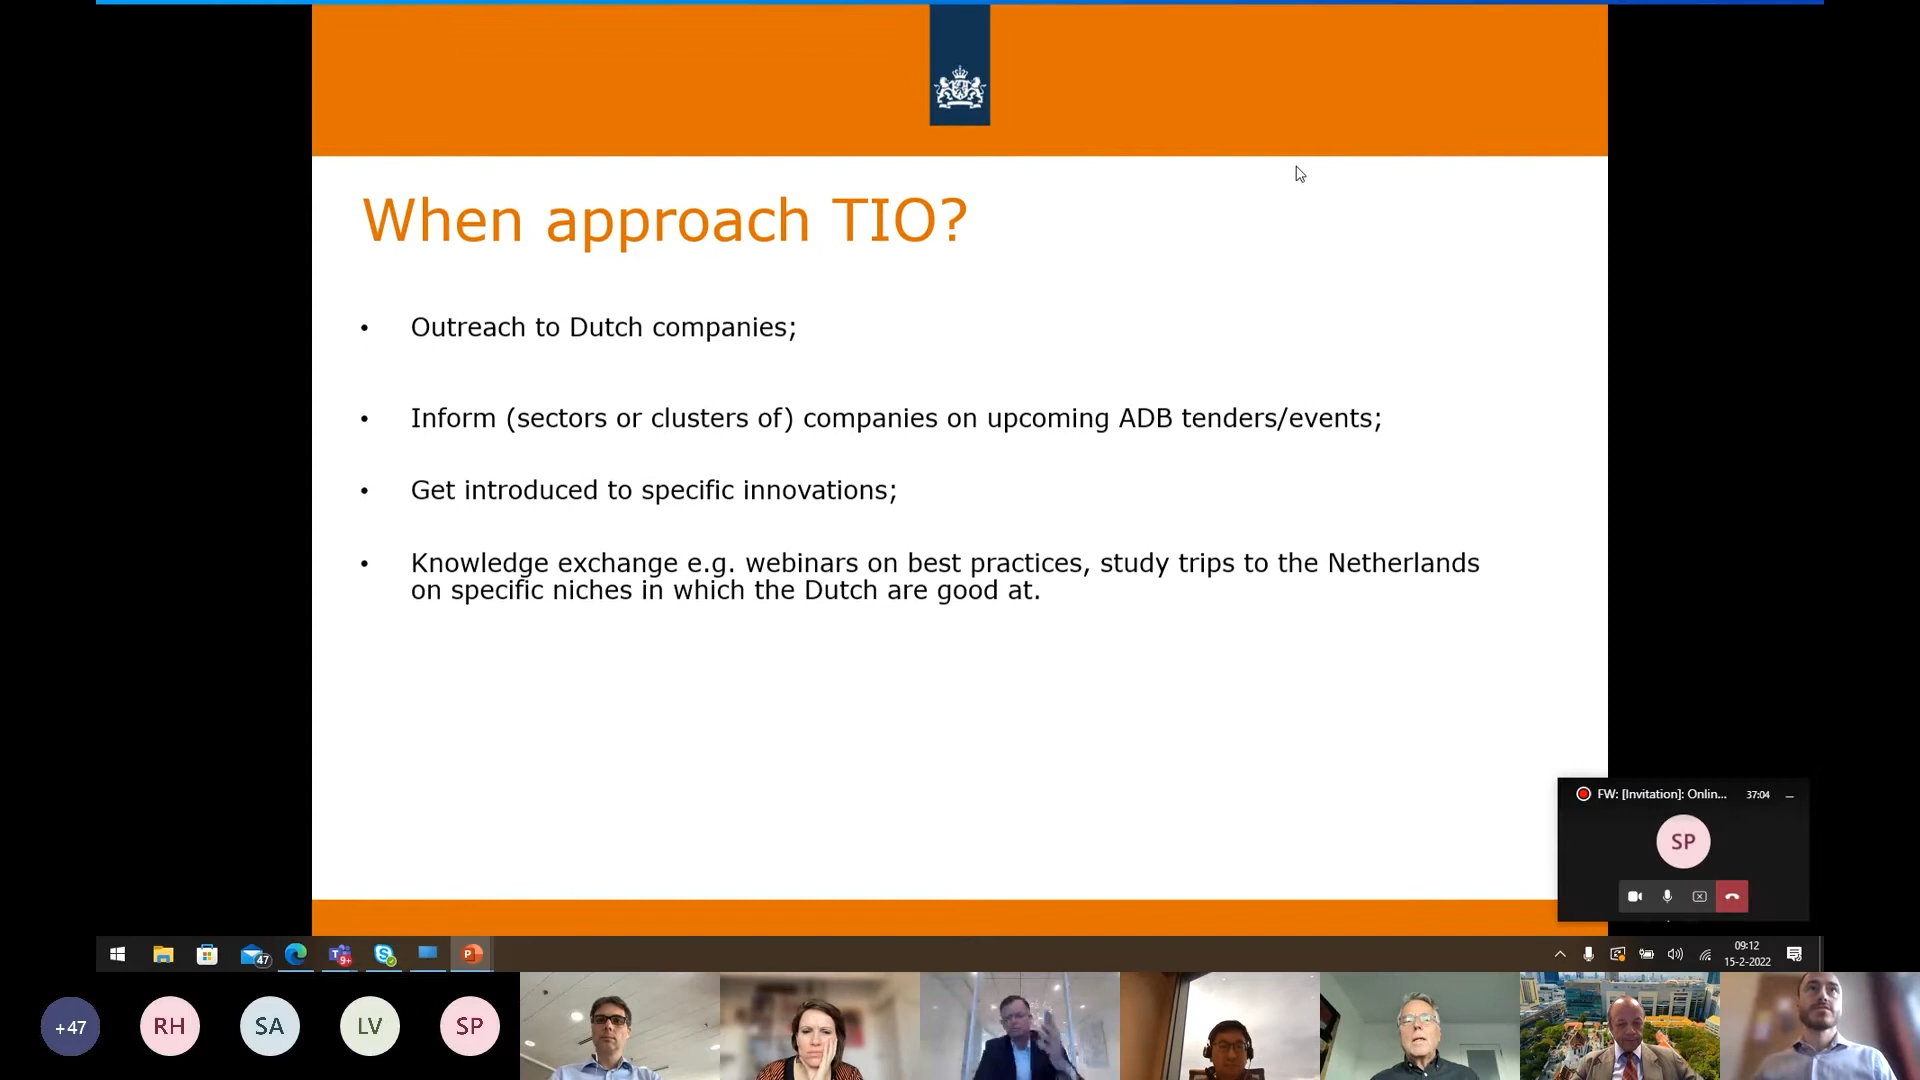 When approach TIO?
• Outreach to Dutch companies;
• Inform (sectors or clusters of) companies on upcoming ADB tenders/events;
• Get introduced to specific innovations;
• Knowledge exchange e.g. webinars on best practices, study trips to the Netherlands
on specific niches in which the Dutch are good at.
FW: [Invitation]: Onlin... 37:04
SP
47
9+
09:12
15-2-2022
+47 RH SA LV SP